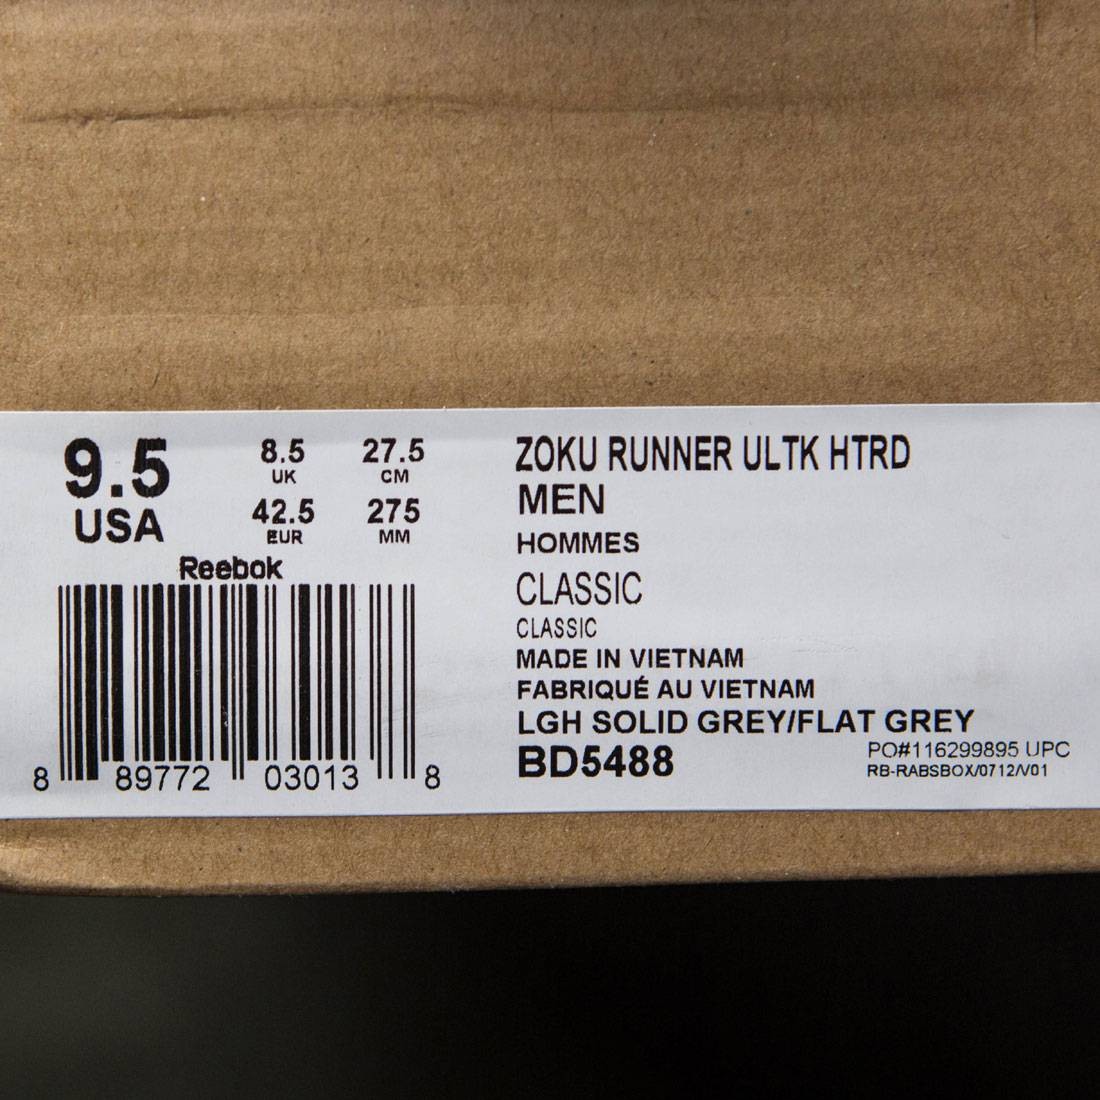 9.5
USA
8.5
UK
27.5
CM
42.5
EUR
275
MM
Reebok
8 89772 03013 8
ZOKU RUNNER ULTK HTRD
MEN
HOMMES
CLASSIC
CLASSIC
MADE IN VIETNAM
FABRIQUÉ AU VIETNAM
LGH SOLID GREY/FLAT GREY
BD5488
PO#116299895 UPC
RB-RABSBOX/0712/V01